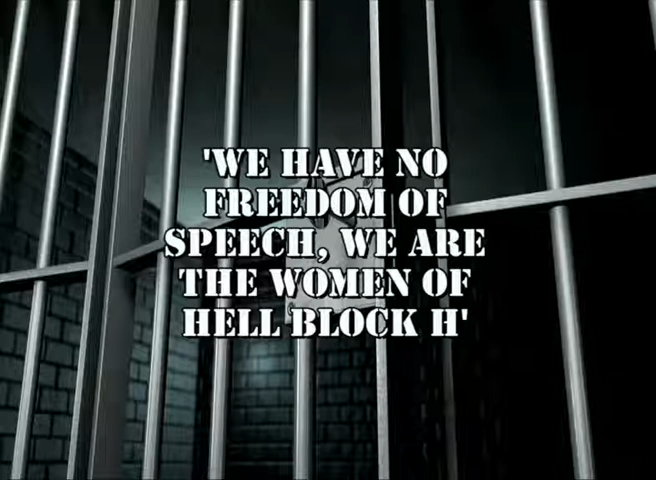 'WE HAVE NO
FREEDOM OF
SPEECH, WE ARE
THE WOMEN OF
HELL BLOCK H'